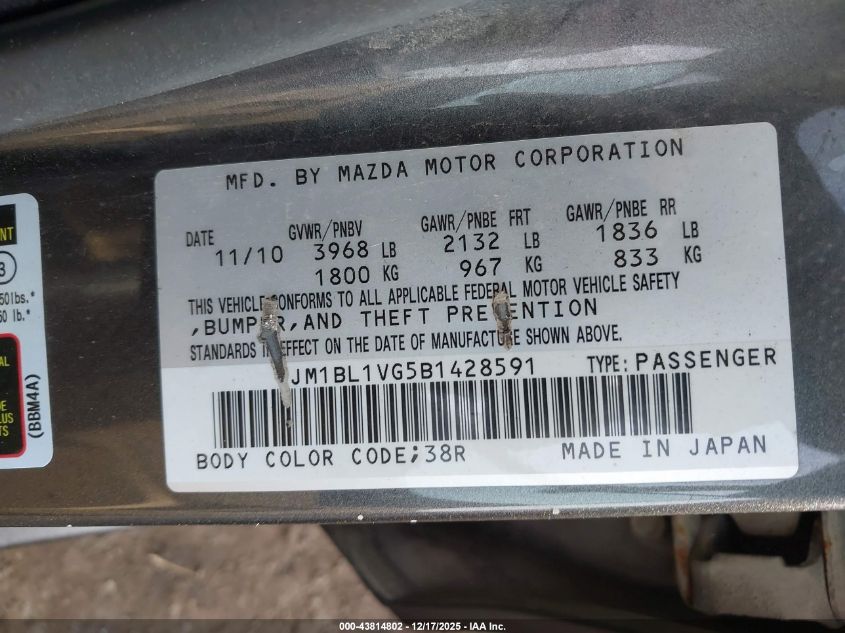 MFD. BY MAZDA MOTOR CORPORATION
DATE GVWR/PNBV GAWR/PNBE FRT GAWR/PNBE RR
11/10 3968 LB 2132 LB 1836 LB
1800 KG 967 KG 833 KG
THIS VEHICLE CONFORMS TO ALL APPLICABLE FEDERAL MOTOR VEHICLE SAFETY
,BUMPER,AND THEFT PREVENTION
STANDARDS IN EFFECT ON THE DATE OF MANUFACTURE SHOWN ABOVE.
JM1BL1VG5B1428591 TYPE: PASSENGER
BODY COLOR CODE;38R MADE IN JAPAN
50lbs.*
(BBM4A)
000-43814802 - 12/17/2025 - IAA Inc.